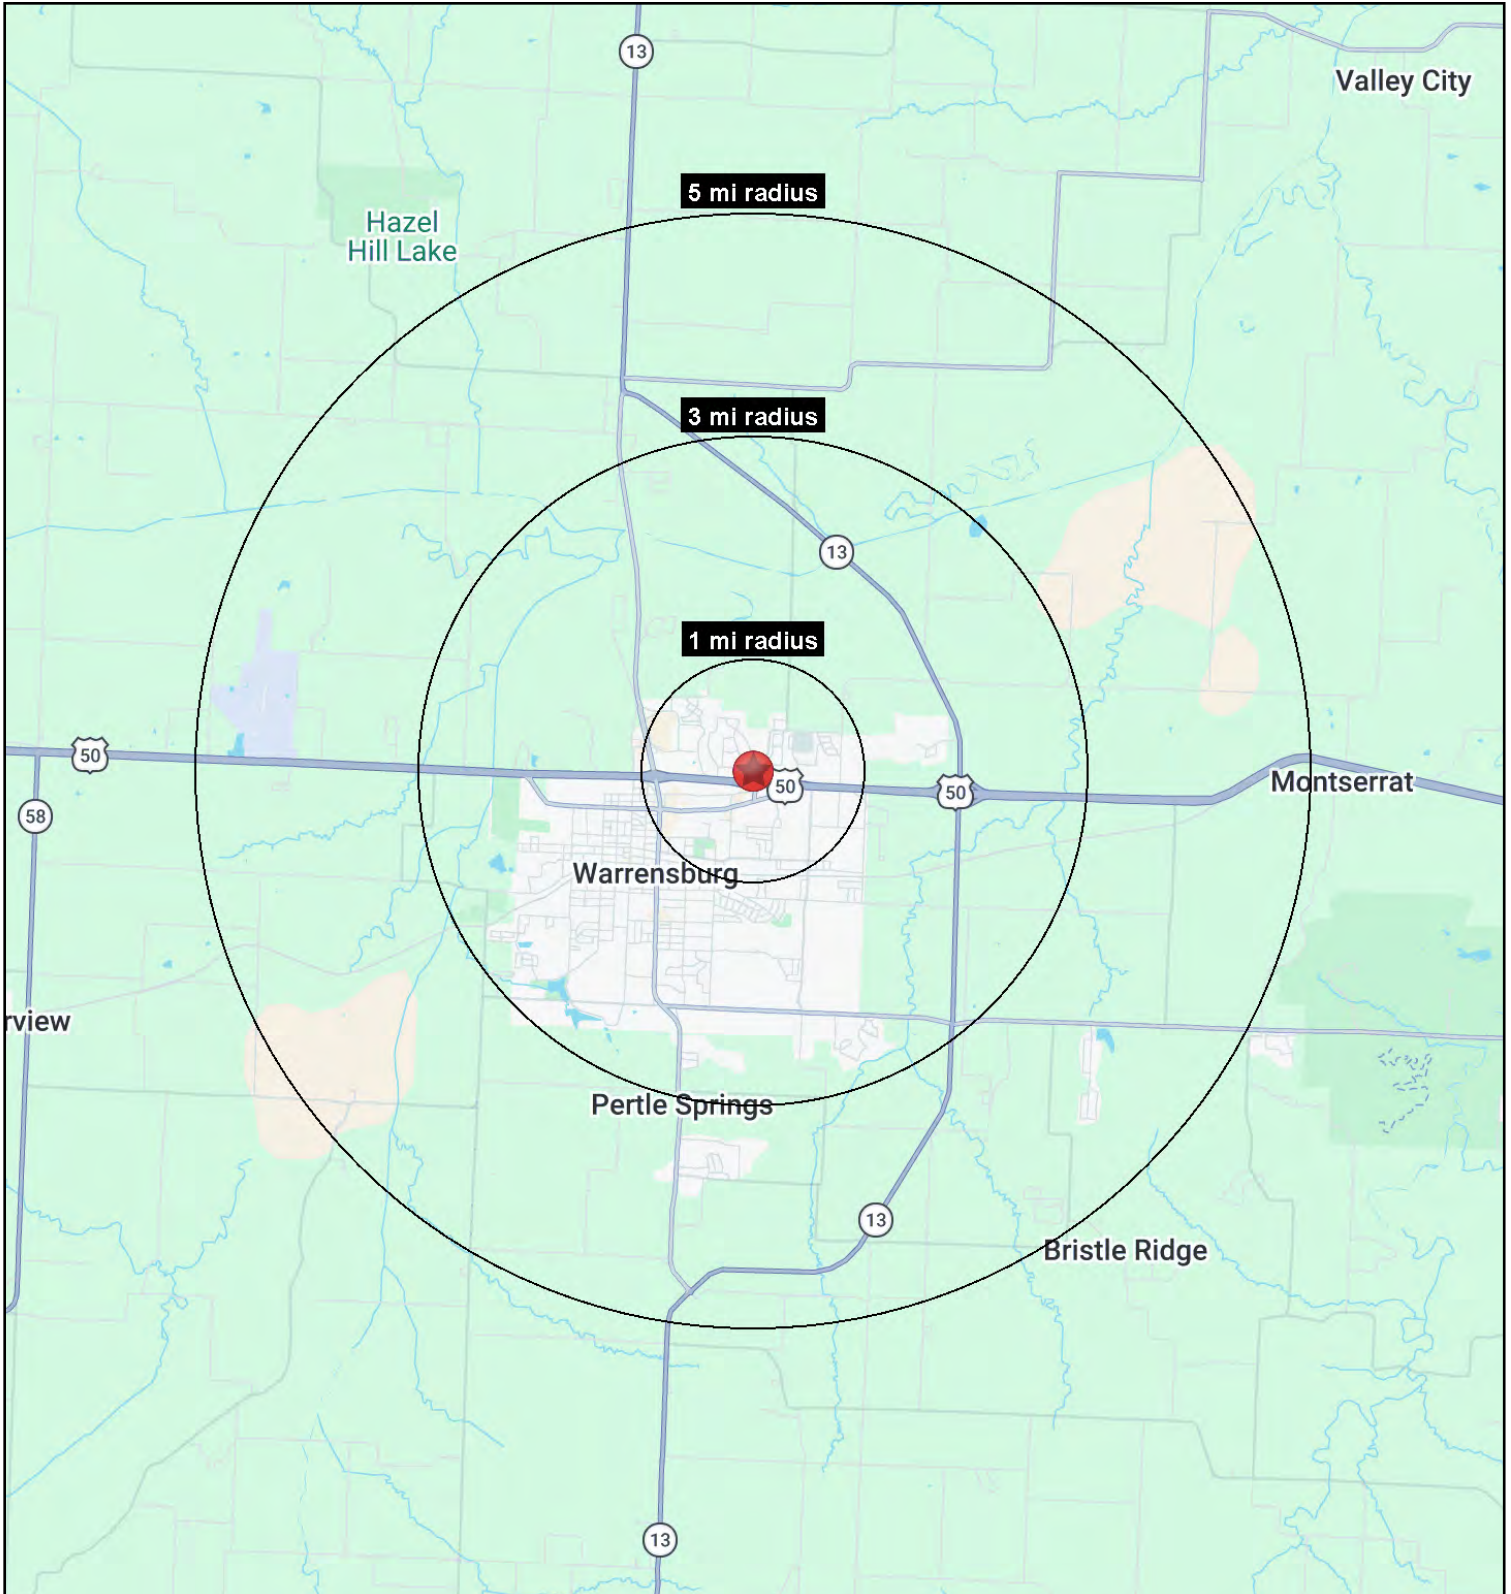 13
Valley City
5 mi radius
Hazel
Hill Lake
3 mi radius
13
1 mi radius
50
50
50
Montserrat
58
Warrensburg
rview
Pertle Springs
13
Bristle Ridge
13